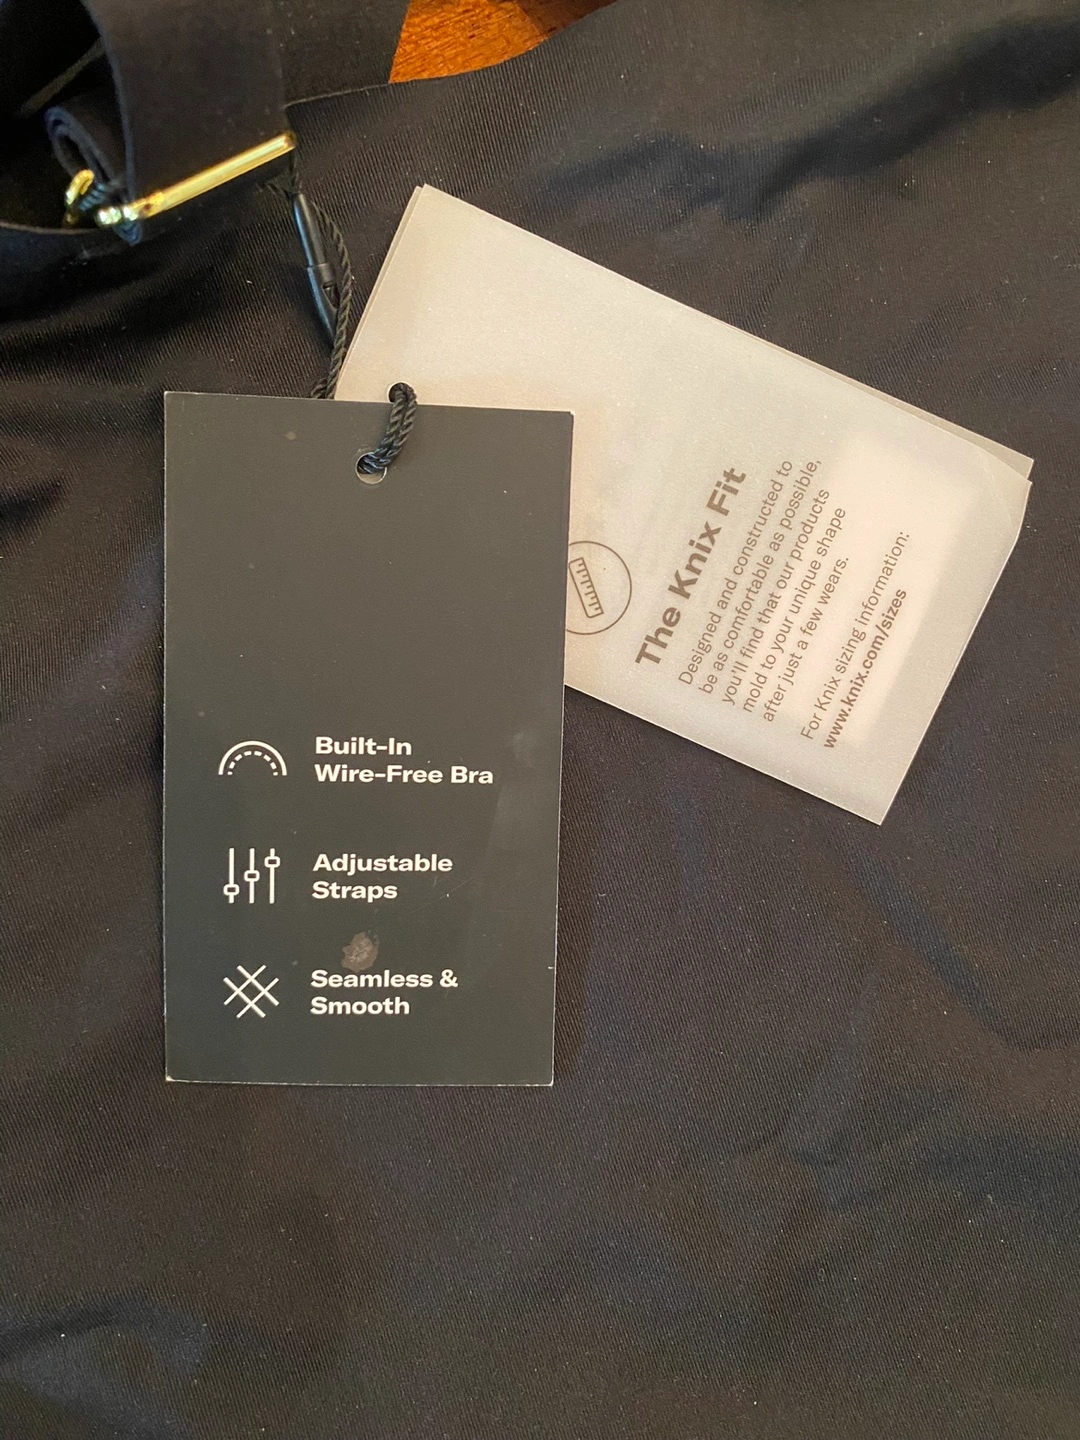 Built-In
Wire-Free Bra
Adjustable
Straps
Seamless &
Smooth
The Knix Fit
Designed and constructed to
be as comfortable as possible,
you'll find that our products
mold to your unique shape
after just a few wears.
For Knix sizing information:
www.knix.com/sizes